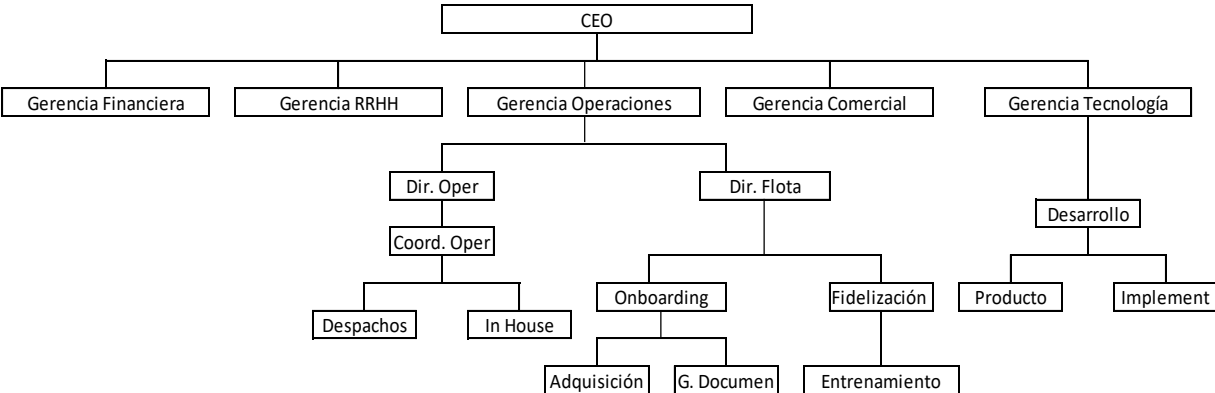 CEO
Gerencia Financiera
Gerencia RRHH
Gerencia Operaciones
Gerencia Comercial
Gerencia Tecnología
Dir. Oper
Dir. Flota
Desarrollo
Coord. Oper
Onboarding
Fidelización
Producto
Implement
Despachos
In House
Adquisición
G. Documen
Entrenamiento